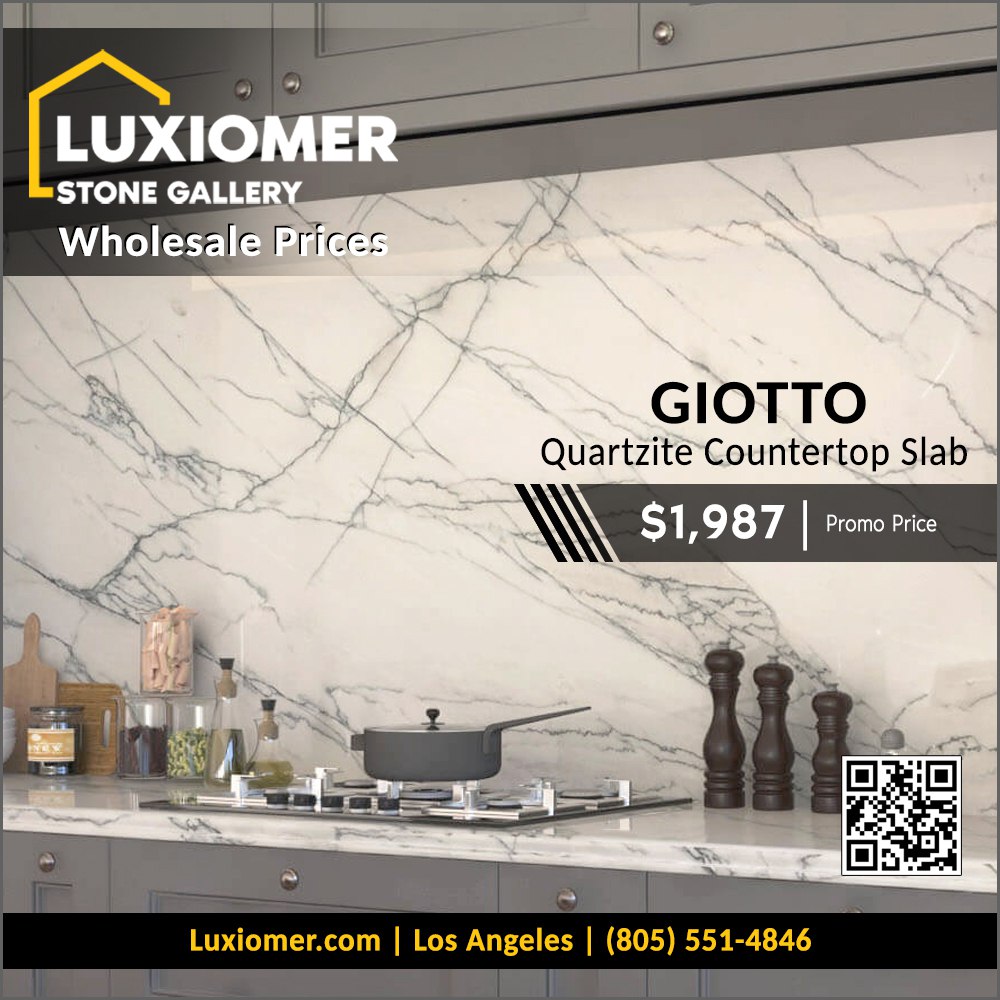 LUXIOMER
STONE GALLERY
Wholesale Prices
GIOTTO
Quartzite Countertop Slab
$1,987 | Promo Price
Luxiomer.com | Los Angeles | (805) 551-4846